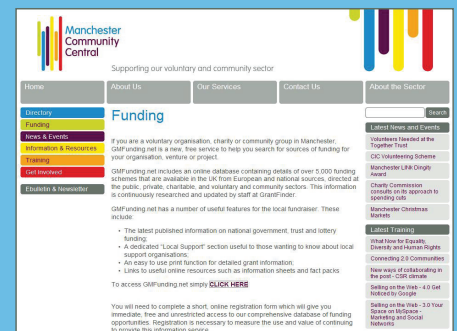 Manchester
Community
Central
Supporting our voluntary and community sector
Home
About Us
Our Services
Contact Us
About the Sector
Directory
Funding
News & Events
Information & Resources
Training
Get Involved
Ebulletin & Newsletter
Funding
If you are a voluntary organisation, charity or community group in Manchester,
GMFunding.net is a new, free service to help you search for sources of funding for
your organisation, venture or project.
GMFunding.net includes an online database containing details of over 5,000 funding
schemes that are available in the UK from European and national sources, directed at
the public, private, charitable, and voluntary and community sectors. This information
is continuously researched and updated by staff at GrantFinder.
GMFunding.net has a number of useful features for the local fundraiser. These
include:
• The latest published information on national government, trust and lottery
funding;
• A dedicated "Local Support" section useful to those wanting to know about local
support organisations;
• An easy to use print function for detailed grant information;
• Links to useful online resources such as information sheets and fact packs
To access GMFunding.net simply CLICK HERE
You will need to complete a short, online registration form which will give you
immediate, free and unrestricted access to our comprehensive database of funding
opportunities. Registration is necessary to measure the use and value of continuing
to provide this information service.
Search
Latest News and Events
Volunteers Needed at the
Together Trust
CIC Volunteering Scheme
Manchester LINk Dingity
Award
Charity Commission
consults on its approach to
spending cuts
Manchester Christmas
Markets
Latest Training
What Now for Equality,
Diversity and Human Rights
Connecting 2.0 Communities
New ways of collaborating in
the post - CSR climate
Selling on the Web - 4.0 Get
Noticed by Google
Selling on the Web - 3.0 Your
Space on MySpace -
Marketing and Social
Networks